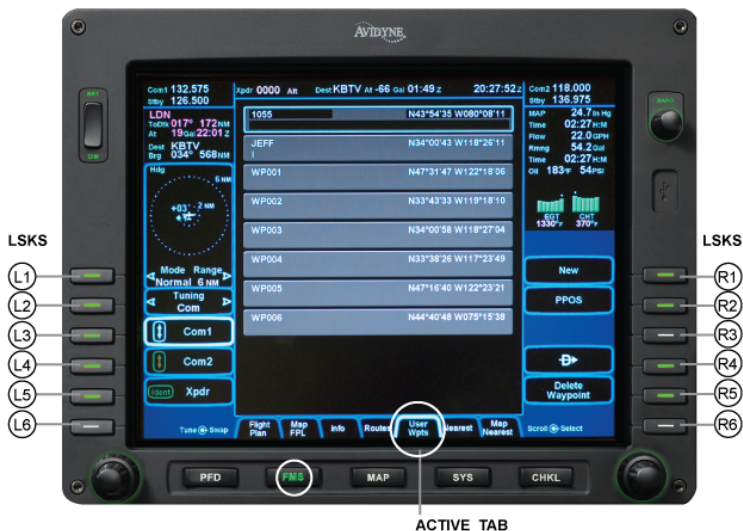 AVIDYNE
BRT
DIM
BARO
Com1 132.575
Stby 126.500
Xpdr 0000 Alt Dest KBTV At -66 Gal 01:49 Z 20:27:52Z
Com2 118.000
Stby 136.975
LDN
ToDtk 017° 172 NM
At 19 Gal 22:01 Z
Dest KBTV
Brg 034° 568 NM
1055 N43°54'35 W080°08'11
JEFF N34°00'43 W118°26'11
WP001 N47°31'47 W122°18'06
WP002 N33°43'33 W119°18'10
WP003 N34°00'58 W118°27'04
WP004 N33°38'26 W117°23'49
WP005 N47°16'40 W122°23'21
WP006 N44°40'48 W075°15'38
MAP 24.7 In Hg
Time 02:27 H:M
Flow 22.0 GPH
Rmng 54.2 Gal
Time 02:27 H:M
Oil 183°F 54 PSI
EGT CHT
1330°F 370°F
Hdg
6 NM
+03 2 NM
Mode Range
Normal 6 NM
Tuning
Com
Com1
Com2
Ident Xpdr
Tune Swap
New
PPOS
D
Delete
Waypoint
Scroll Select
Flight Plan
Map FPL
Info
Routes
User Wpts
Nearest
Map Nearest
LSKS
L1
L2
L3
L4
L5
L6
LSKS
R1
R2
R3
R4
R5
R6
PFD
FMS
MAP
SYS
CHKL
ACTIVE TAB